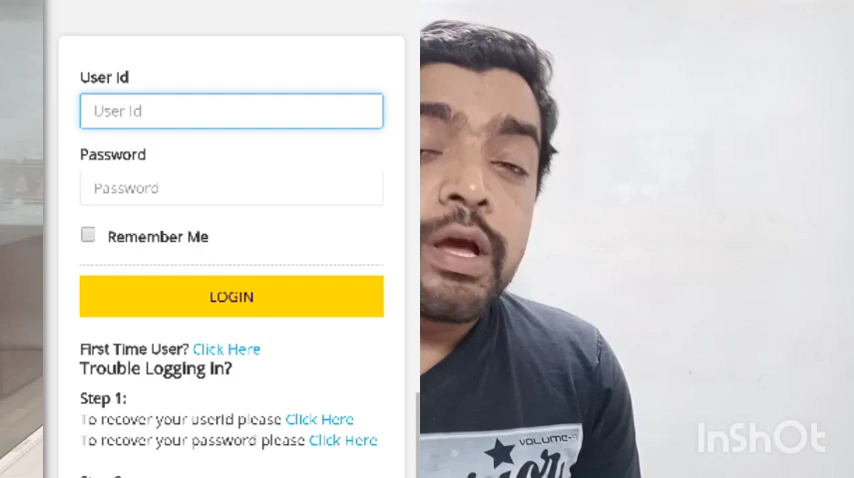 User Id
User Id
Password
Password
Remember Me
LOGIN
First Time User? Click Here
Trouble Logging in?
Step 1:
To recover your userid please Click Here
To recover your password please Click Here
VOLUME-
InShOt